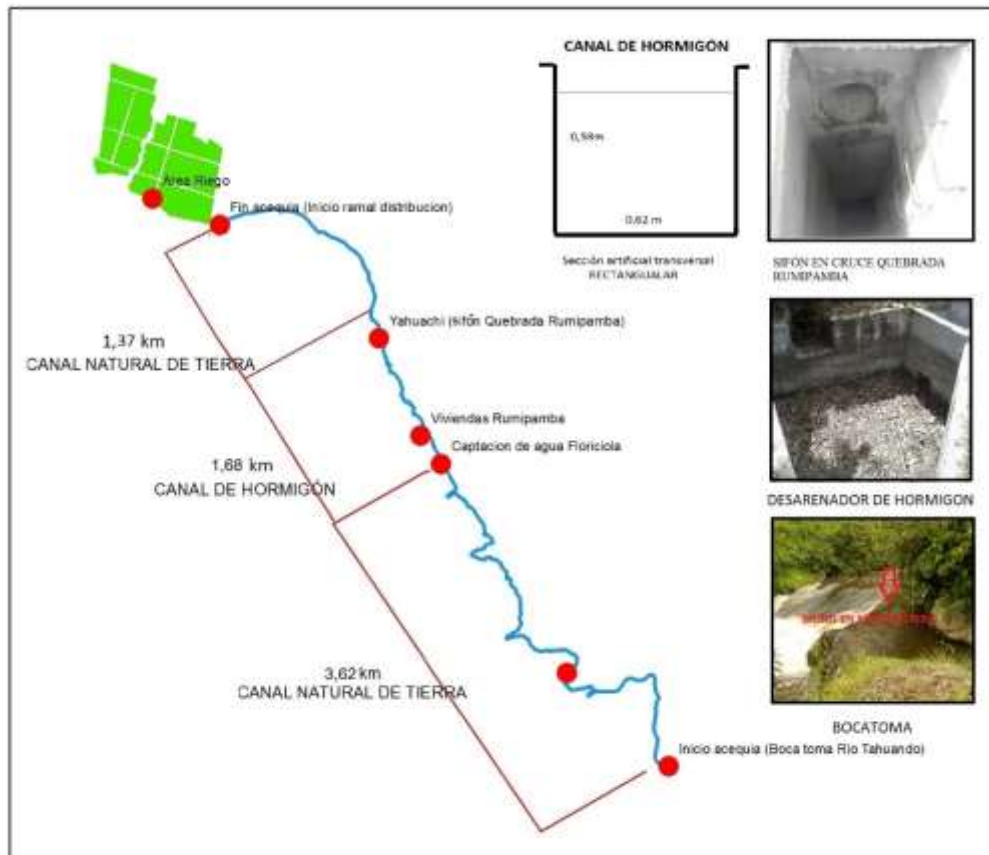 CANAL DE HORMIGÓN
0,58m
0.62 m
Sección artificial transversal
RECTANGUALAR
SIFÓN EN CRUCE QUEBRADA
RUMIPAMBA
Area Riego
Fin acequia (Inicio ramal distribucion)
1,37 km
CANAL NATURAL DE TIERRA
Yahuachi (sifón Quebrada Rumipamba)
Viviendas Rumipamba
Captacion de agua Floriciola
1,68 km
CANAL DE HORMIGÓN
DESARENADOR DE HORMIGON
3,62 km
CANAL NATURAL DE TIERRA
BOCATOMA
Inicio acequia (Boca toma Rio Tahuando)